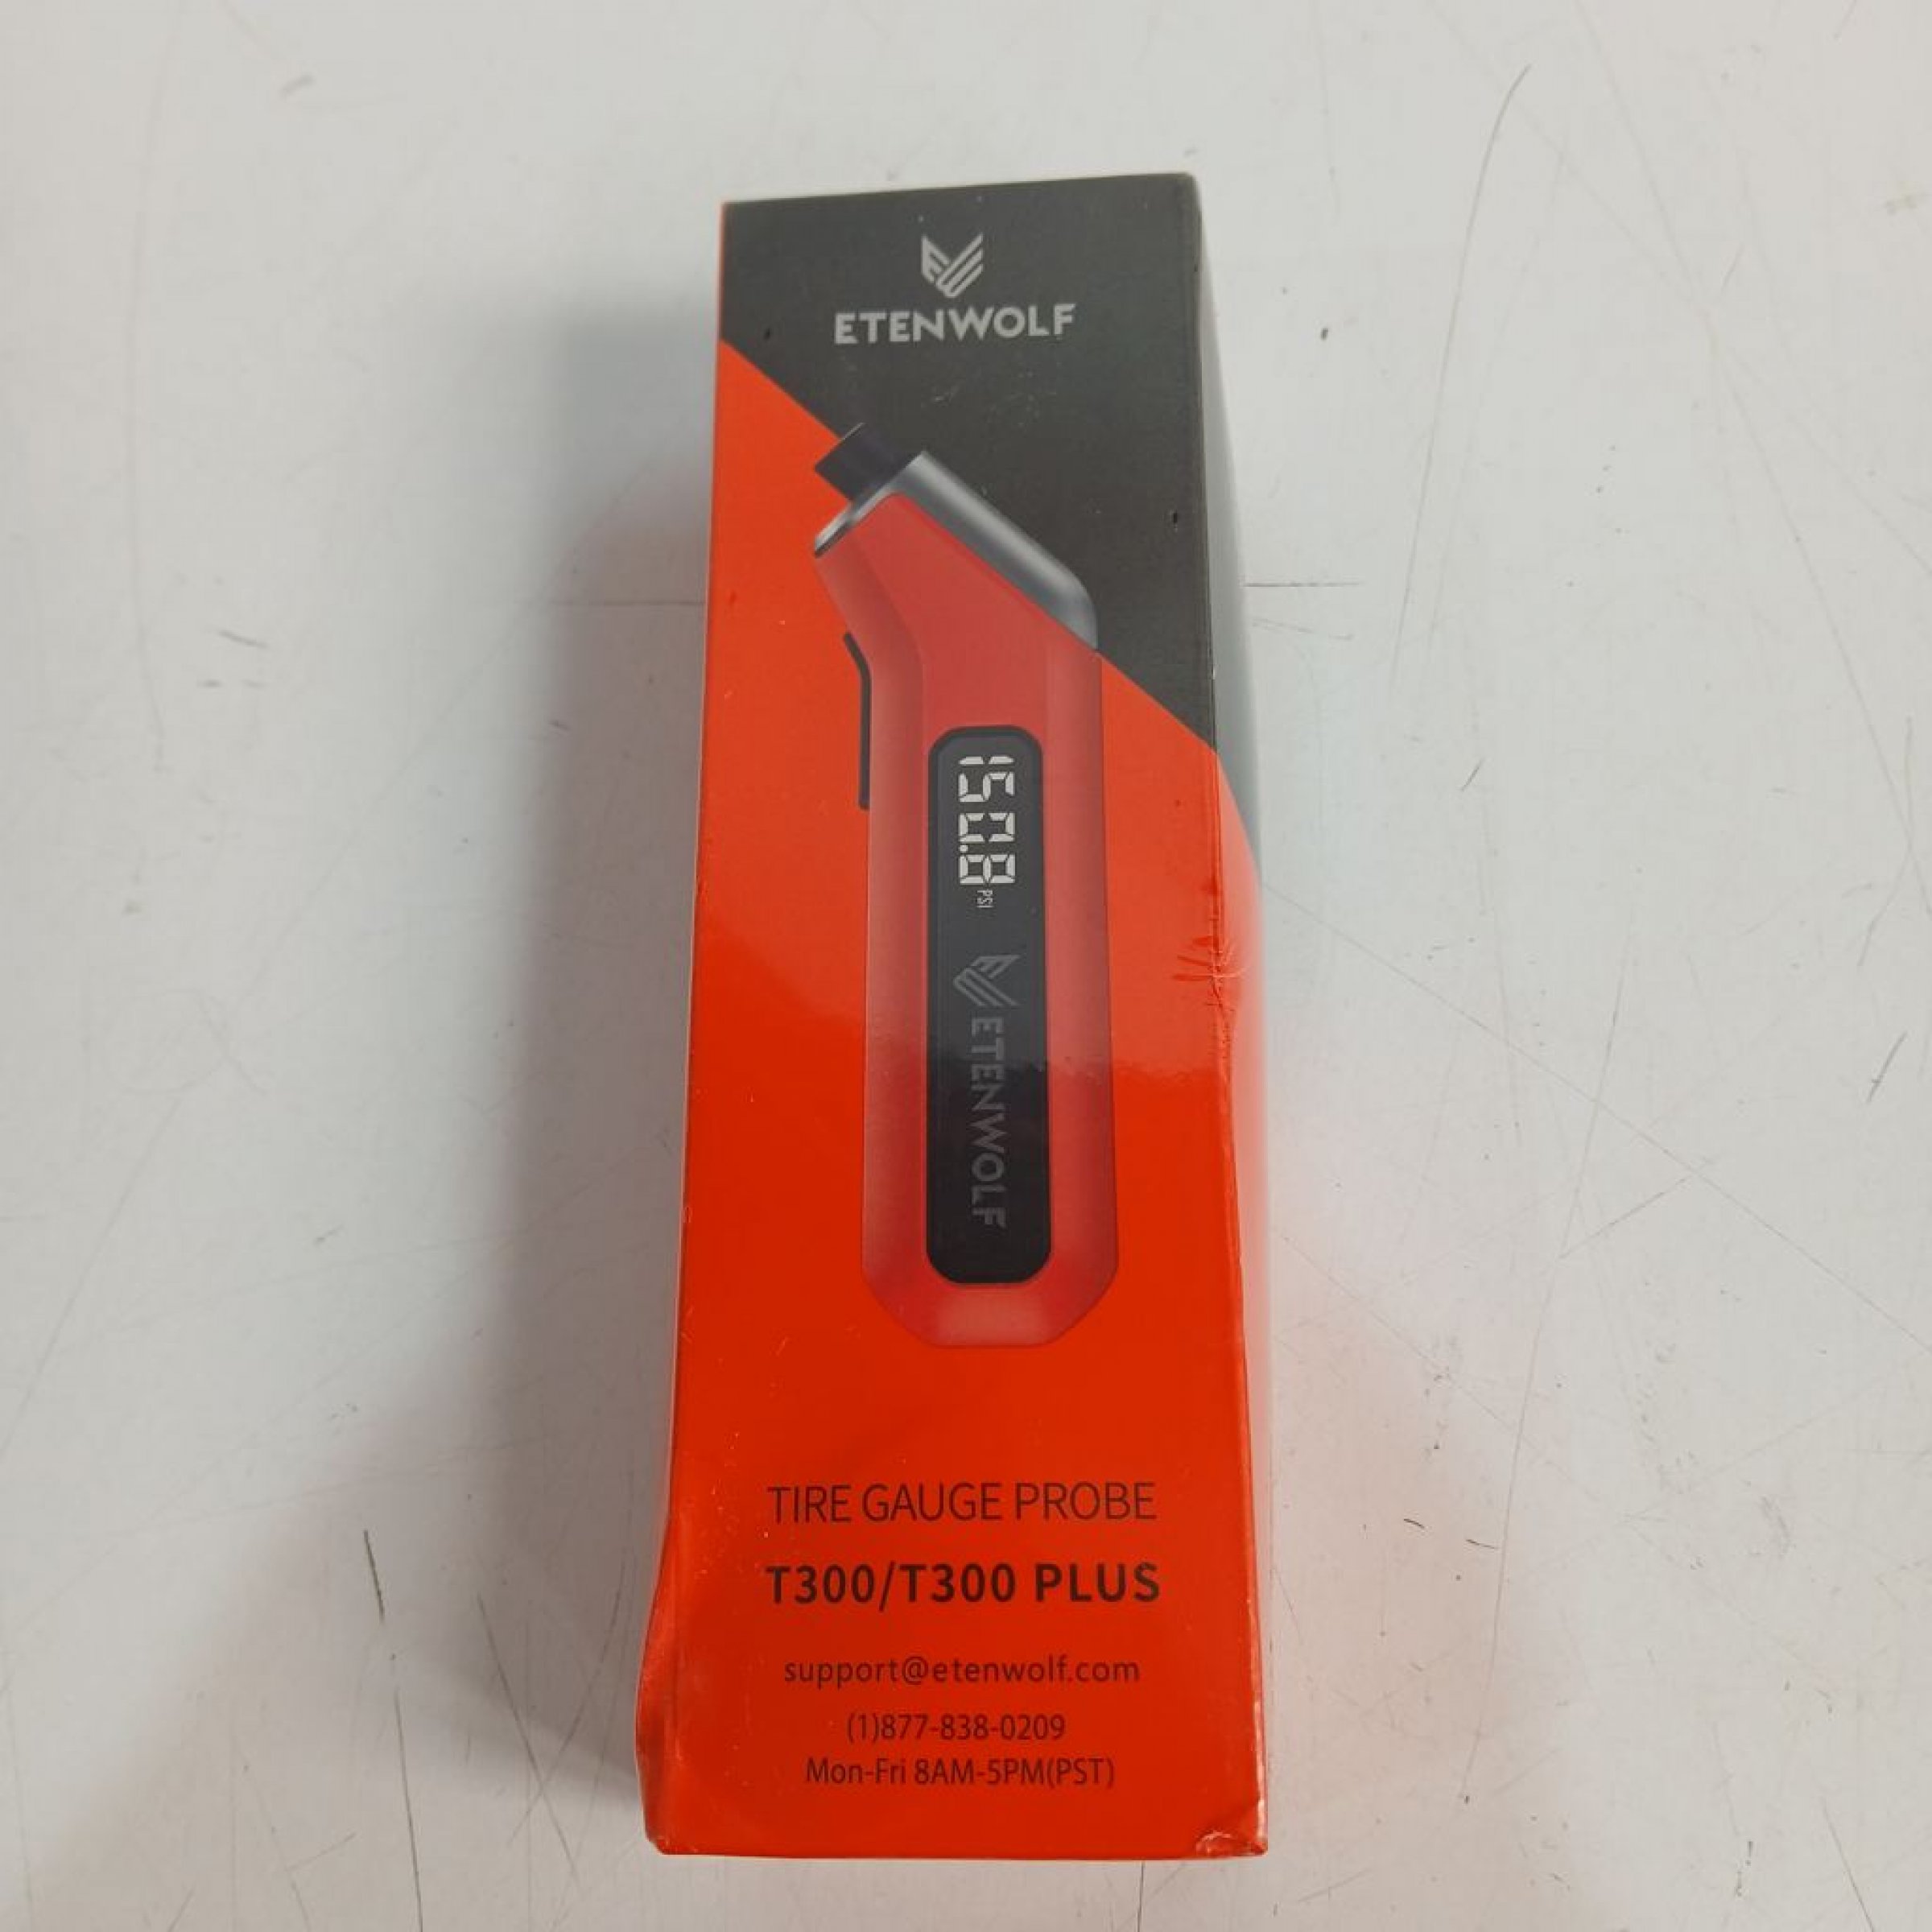 ETENWOLF
150.8 PSI
ETENWOLF
TIRE GAUGE PROBE
T300/T300 PLUS
support@etenwolf.com
(1)877-838-0209
Mon-Fri 8AM-5PM(PST)